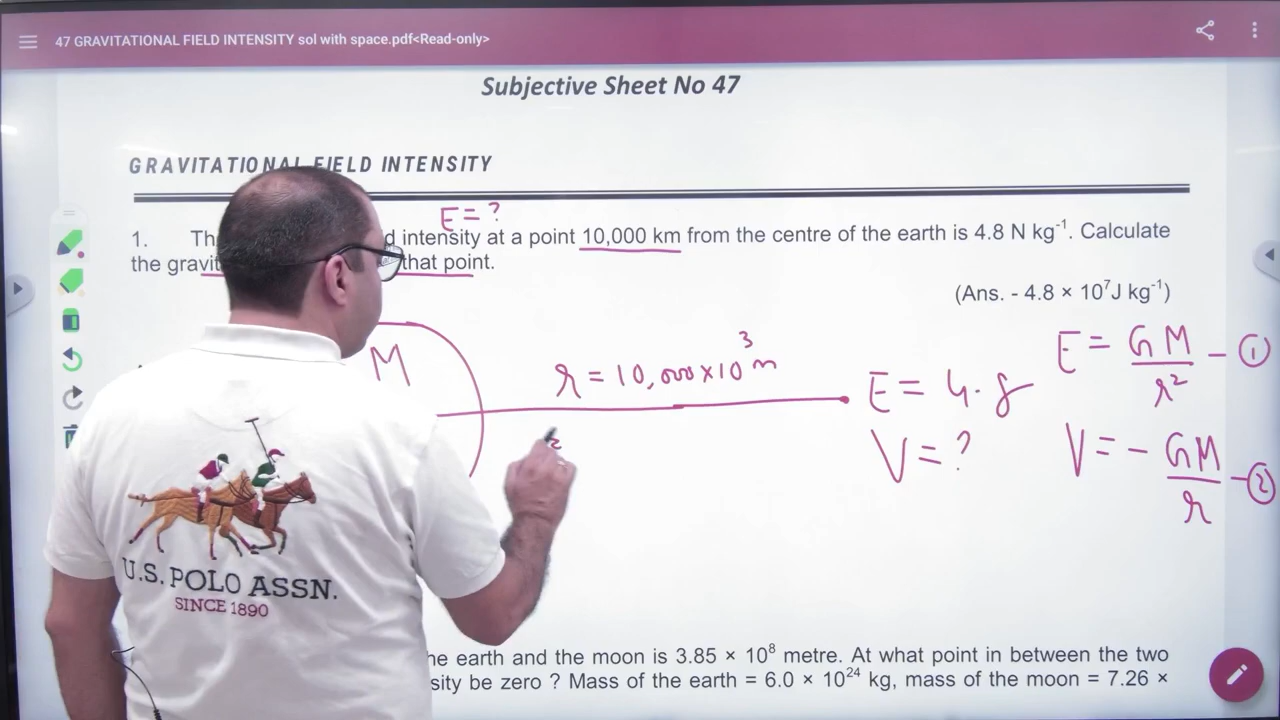 47 GRAVITATIONAL FIELD INTENSITY sol with space.pdf<Read-only>
Subjective Sheet No 47
GRAVITATIONAL FIELD INTENSITY
E = ?
1. Th d intensity at a point 10,000 km from the centre of the earth is 4.8 N kg⁻¹. Calculate
the gravit that point.
(Ans. - 4.8 × 10⁷J kg⁻¹)
M
r = 10,000×10³ m
E = 4.8
V = ?
E = GM/r² - ①
V = - GM/r - ②
U.S. POLO ASSN.
SINCE 1890
he earth and the moon is 3.85 × 10⁸ metre. At what point in between the two
sity be zero ? Mass of the earth = 6.0 × 10²⁴ kg, mass of the moon = 7.26 ×